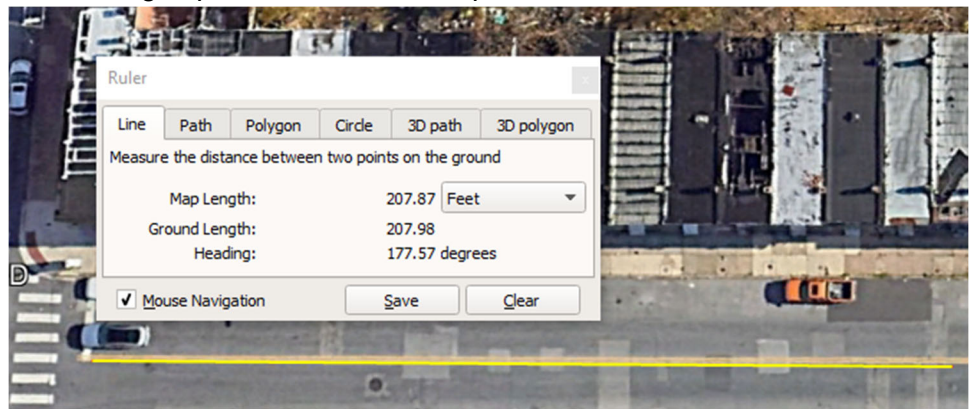 Ruler
Line Path Polygon Circle 3D path 3D polygon
Measure the distance between two points on the ground
Map Length: 207.87 Feet
Ground Length: 207.98
Heading: 177.57 degrees
Mouse Navigation Save Clear